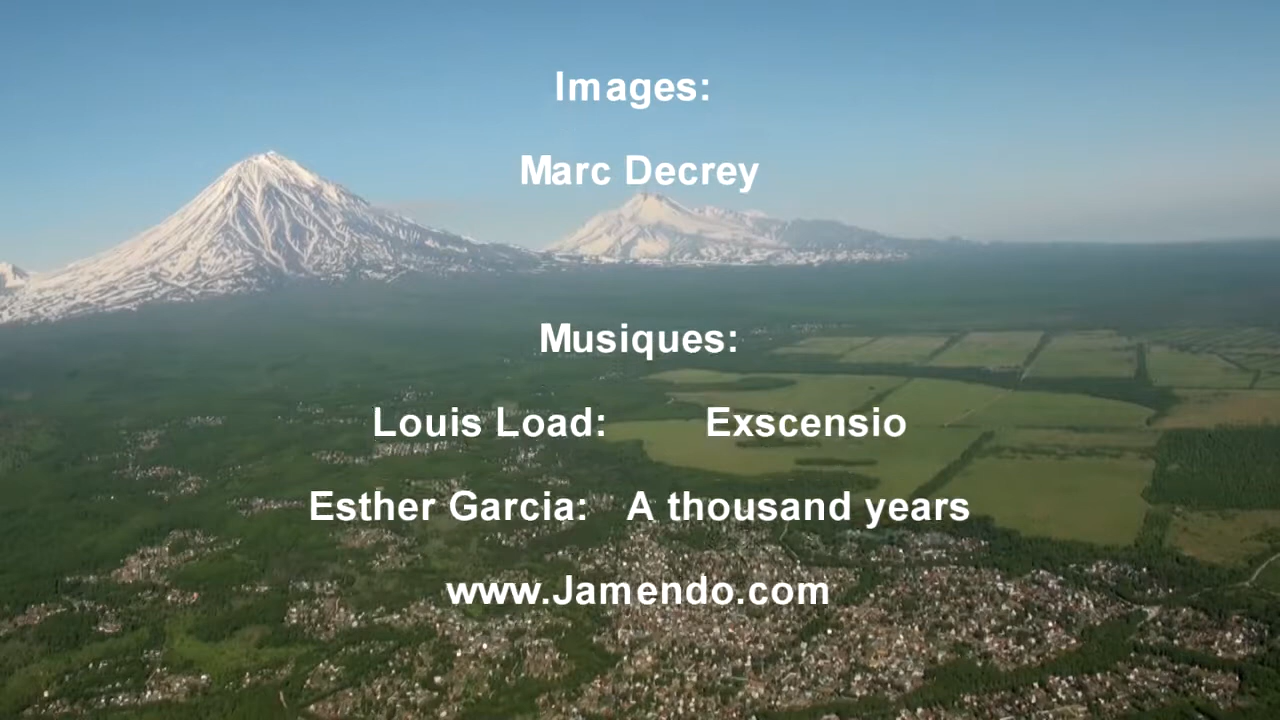 Images:
Marc Decrey
Musiques:
Louis Load: Exscensio
Esther Garcia: A thousand years
www.Jamendo.com